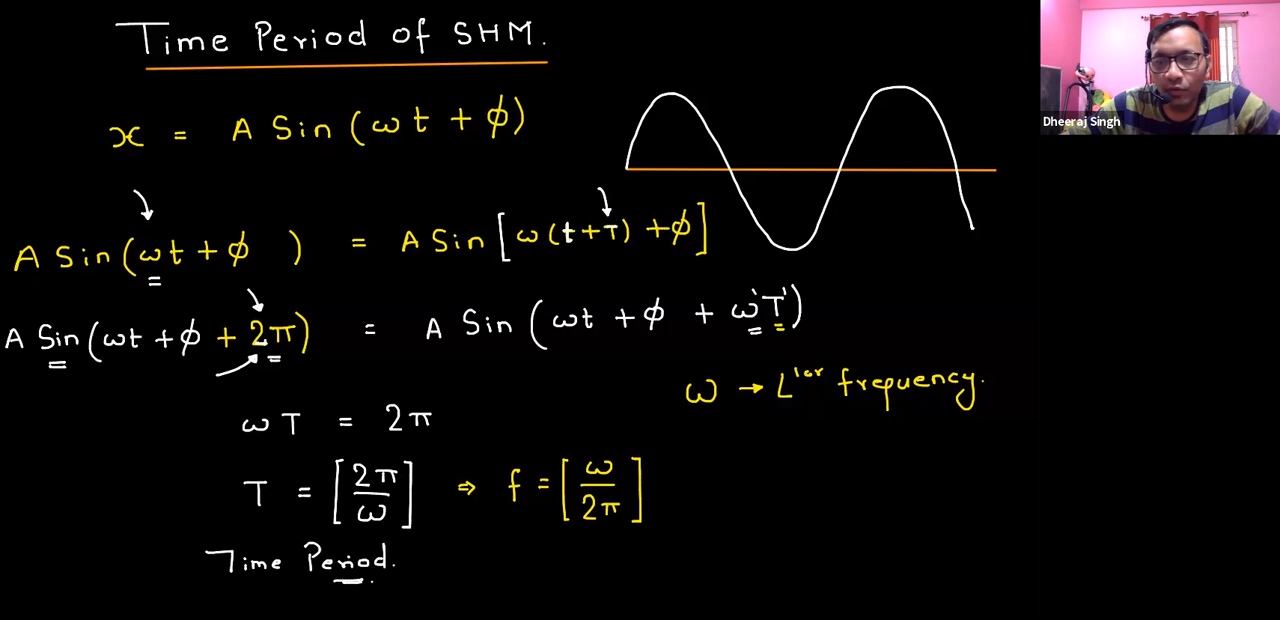 Time Period of SHM.
x = A Sin(ωt + φ)
A Sin(ωt + φ ) = A Sin[ω(t+T) + φ]
A Sin(ωt + φ + 2π) = A Sin(ωt + φ + ω'T')
ω → L'lar frequency.
ωT = 2π
T = [2π/ω] ⇒ f = [ω/2π]
Time Period.
Dheeraj Singh